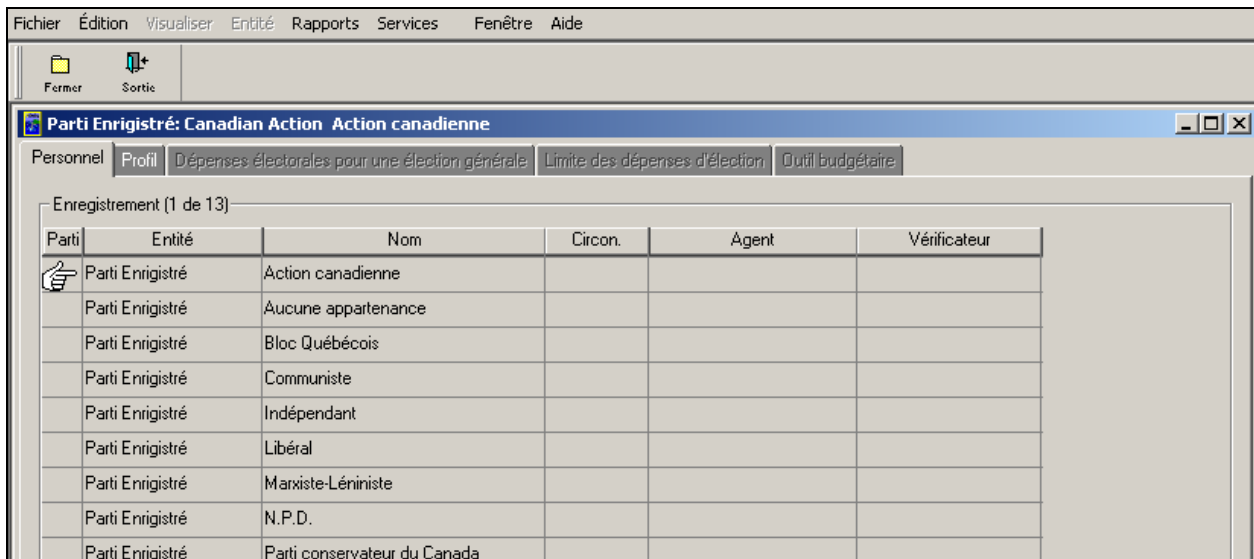 Fichier Édition Visualiser Entité Rapports Services Fenêtre Aide
Fermer Sortie
Parti Enrigistré: Canadian Action Action canadienne
Personnel Profil Dépenses électorales pour une élection générale Limite des dépenses d'élection Outil budgétaire
Enregistrement (1 de 13)
Parti Entité Nom Circon. Agent Vérificateur
Parti Enrigistré Action canadienne
Parti Enrigistré Aucune appartenance
Parti Enrigistré Bloc Québécois
Parti Enrigistré Communiste
Parti Enrigistré Indépendant
Parti Enrigistré Libéral
Parti Enrigistré Marxiste-Léniniste
Parti Enrigistré N.P.D.
Parti Enrigistré Parti conservateur du Canada